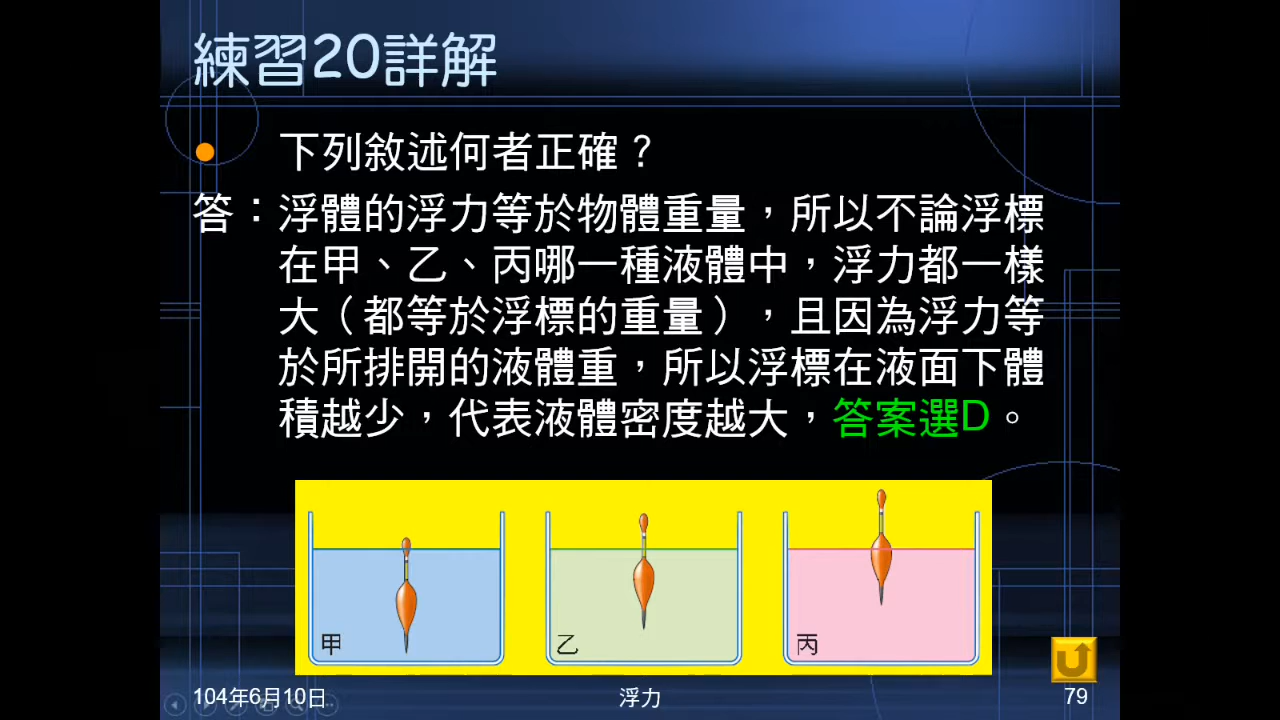 練習20詳解
下列敘述何者正確？
答：浮體的浮力等於物體重量，所以不論浮標
在甲、乙、丙哪一種液體中，浮力都一樣
大（都等於浮標的重量），且因為浮力等
於所排開的液體重，所以浮標在液面下體
積越少，代表液體密度越大，答案選D。
甲
乙
丙
104年6月10日
浮力
79